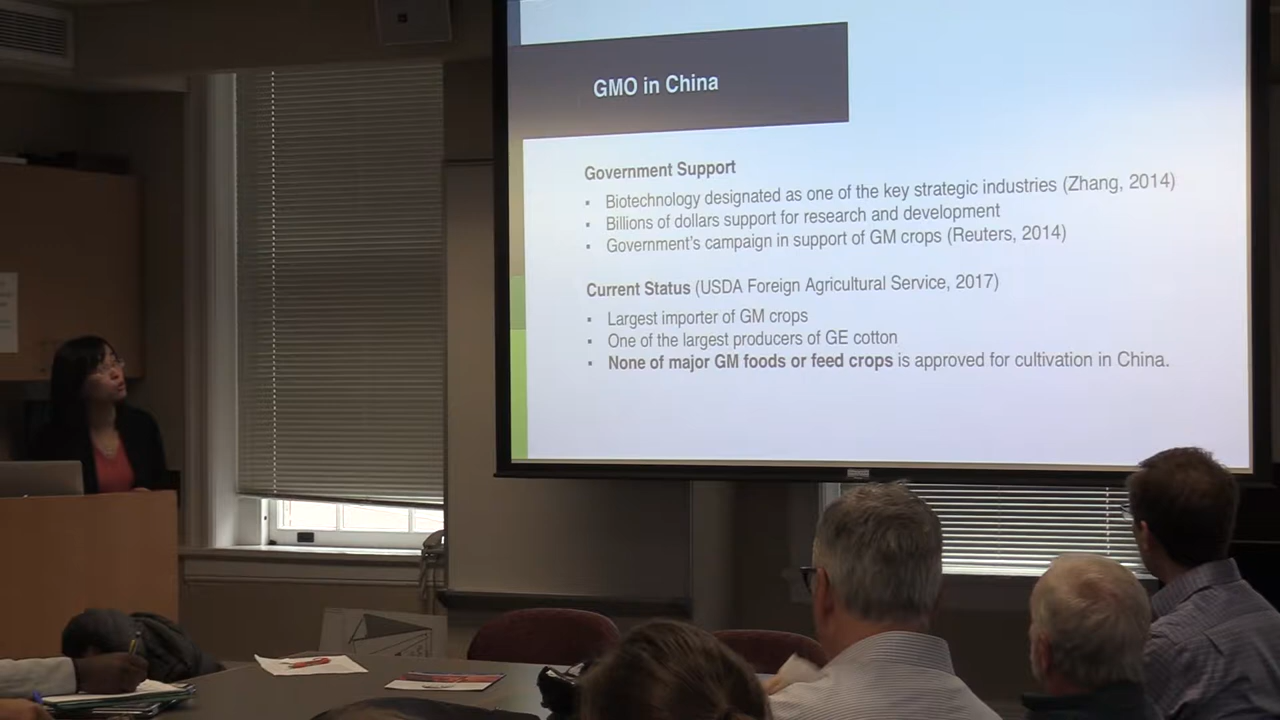 GMO in China
Government Support
▪ Biotechnology designated as one of the key strategic industries (Zhang, 2014)
▪ Billions of dollars support for research and development
▪ Government's campaign in support of GM crops (Reuters, 2014)
Current Status (USDA Foreign Agricultural Service, 2017)
▪ Largest importer of GM crops
▪ One of the largest producers of GE cotton
▪ None of major GM foods or feed crops is approved for cultivation in China.